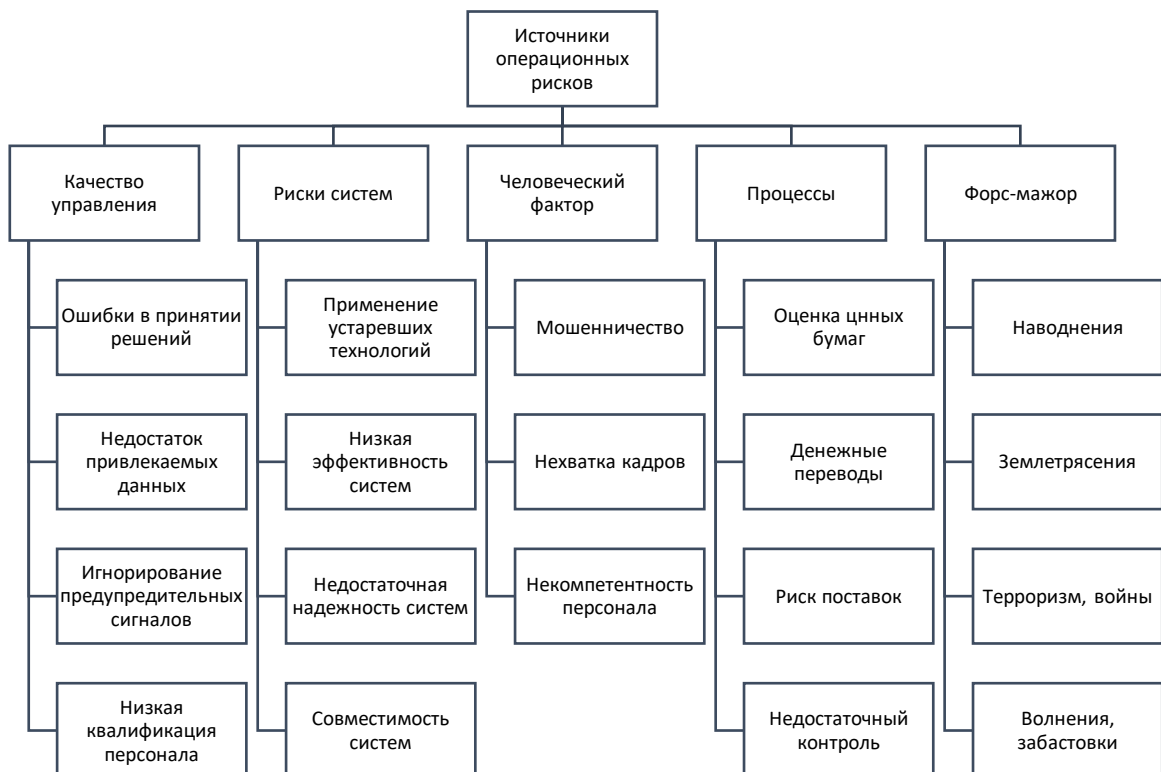 Источники
операционных
рисков
Качество
управления
Риски систем
Человеческий
фактор
Процессы
Форс-мажор
Ошибки в принятии
решений
Применение
устаревших
технологий
Мошенничество
Оценка цнных
бумаг
Наводнения
Недостаток
привлекаемых
данных
Низкая
эффективность
систем
Нехватка кадров
Денежные
переводы
Землетрясения
Игнорирование
предупредительных
сигналов
Недостаточная
надежность систем
Некомпетентность
персонала
Риск поставок
Терроризм, войны
Низкая
квалификация
персонала
Совместимость
систем
Недостаточный
контроль
Волнения,
забастовки